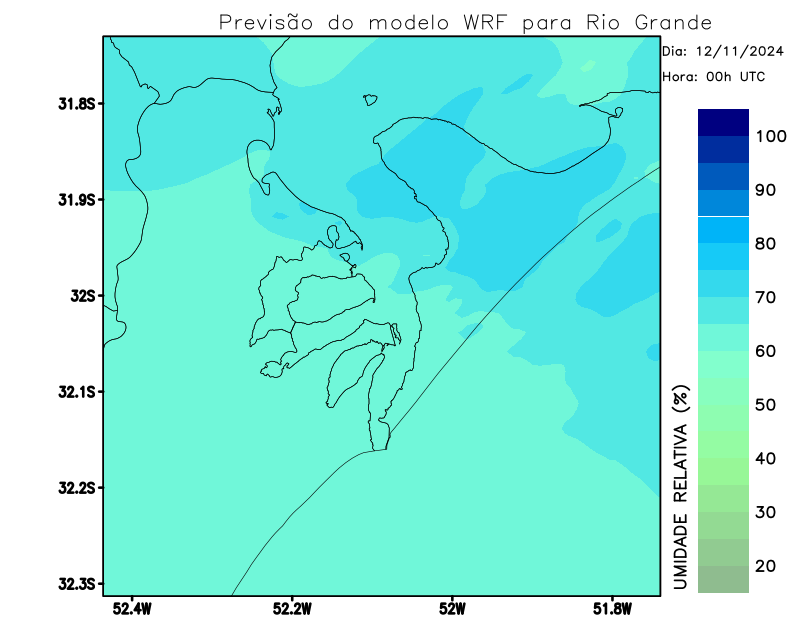 Previsão do modelo WRF para Rio Grande
Dia: 12/11/2024
Hora: 00h UTC
31.8S
31.9S
32S
32.1S
32.2S
32.3S
52.4W
52.2W
52W
51.8W
100
90
80
70
60
50
40
30
20
UMIDADE RELATIVA (%)